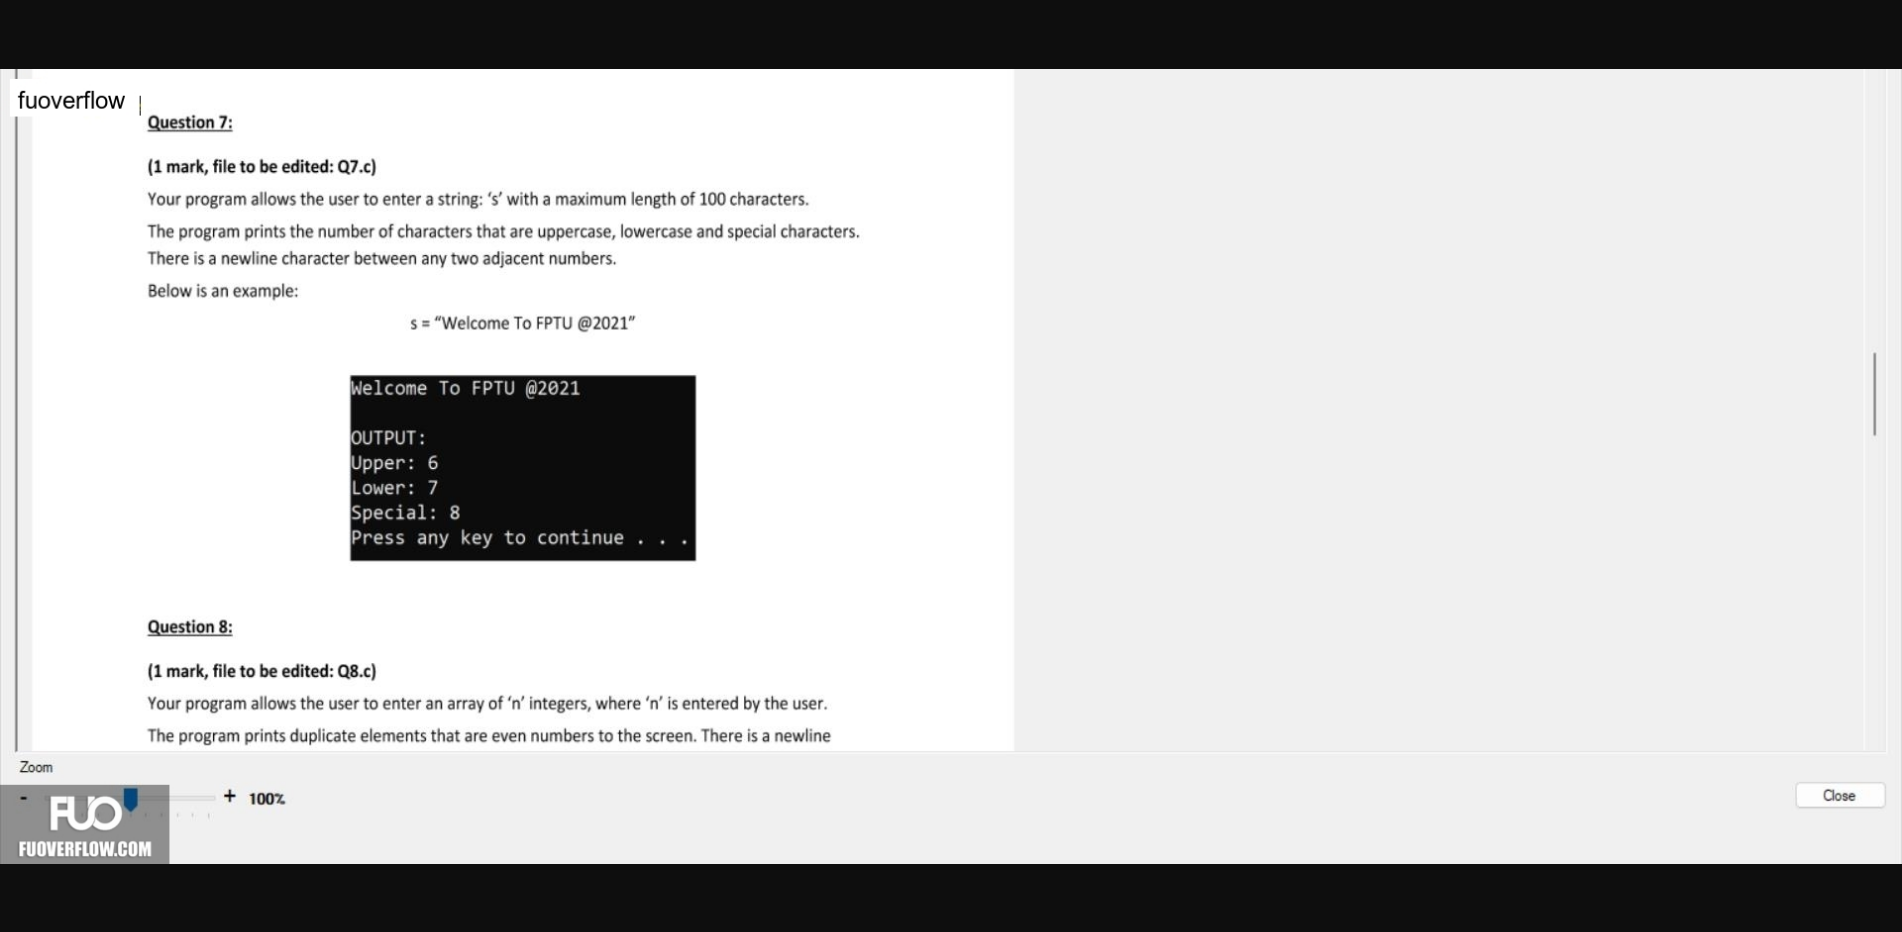 fuoverflow
Question 7:
(1 mark, file to be edited: Q7.c)
Your program allows the user to enter a string: ‘s’ with a maximum length of 100 characters.
The program prints the number of characters that are uppercase, lowercase and special characters.
There is a newline character between any two adjacent numbers.
Below is an example:
s = “Welcome To FPTU @2021”
Welcome To FPTU @2021
OUTPUT:
Upper: 6
Lower: 7
Special: 8
Press any key to continue . . .
Question 8:
(1 mark, file to be edited: Q8.c)
Your program allows the user to enter an array of ‘n’ integers, where ‘n’ is entered by the user.
The program prints duplicate elements that are even numbers to the screen. There is a newline
Zoom
- + 100%
Close
FUO
FUOVERFLOW.COM